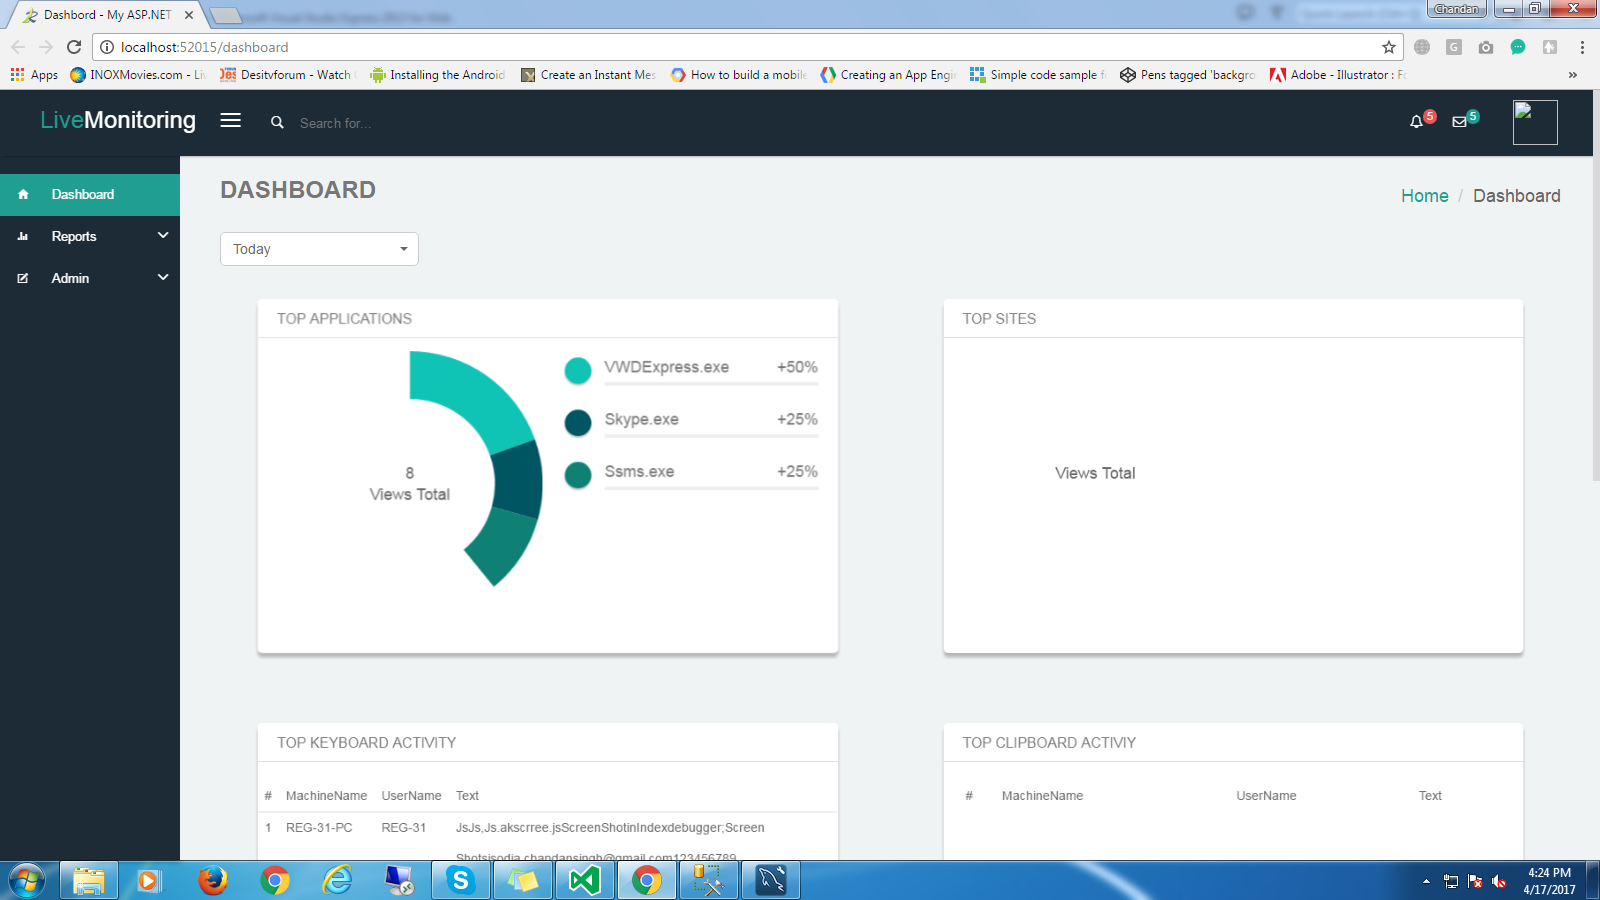 Dashbord - My ASP.NET
Chandan
localhost:52015/dashboard
Apps
INOXMovies.com - Liv
Desitvforum - Watch
Installing the Android
Create an Instant Mes
How to build a mobile
Creating an App Engi
Simple code sample f
Pens tagged 'backgro
Adobe - Illustrator : Fo
»
LiveMonitoring
Search for...
5
5
Dashboard
Reports
Admin
DASHBOARD
Home / Dashboard
Today
TOP APPLICATIONS
8
Views Total
VWDExpress.exe +50%
Skype.exe +25%
Ssms.exe +25%
TOP SITES
Views Total
TOP KEYBOARD ACTIVITY
# MachineName UserName Text
1 REG-31-PC REG-31 JsJs,Js.akscrree.jsScreenShotinIndexdebugger;Screen
Shotsisodia.chandansingh@gmail.com123456789
TOP CLIPBOARD ACTIVIY
# MachineName UserName Text
4:24 PM
4/17/2017